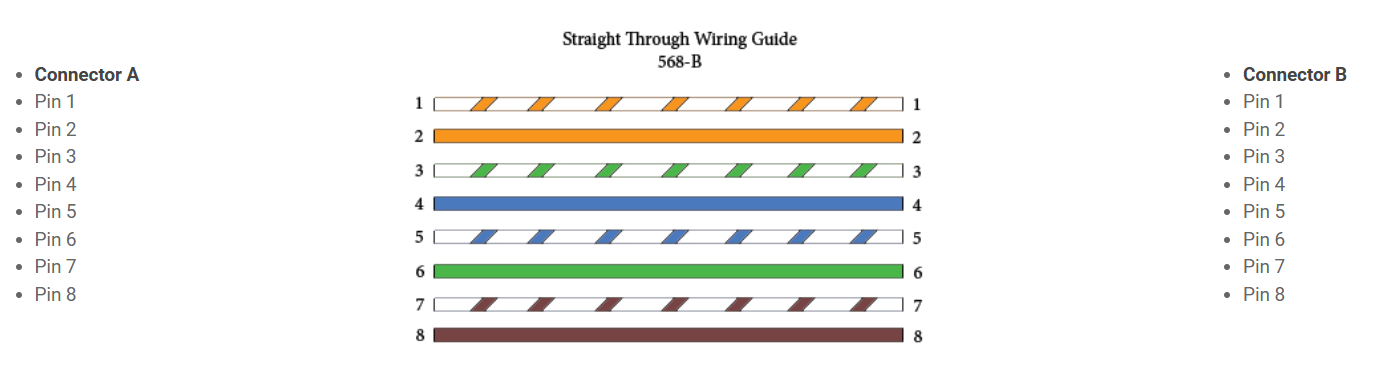 Connector A
Pin 1
Pin 2
Pin 3
Pin 4
Pin 5
Pin 6
Pin 7
Pin 8
Straight Through Wiring Guide
568-B
1 1
2 2
3 3
4 4
5 5
6 6
7 7
8 8
Connector B
Pin 1
Pin 2
Pin 3
Pin 4
Pin 5
Pin 6
Pin 7
Pin 8